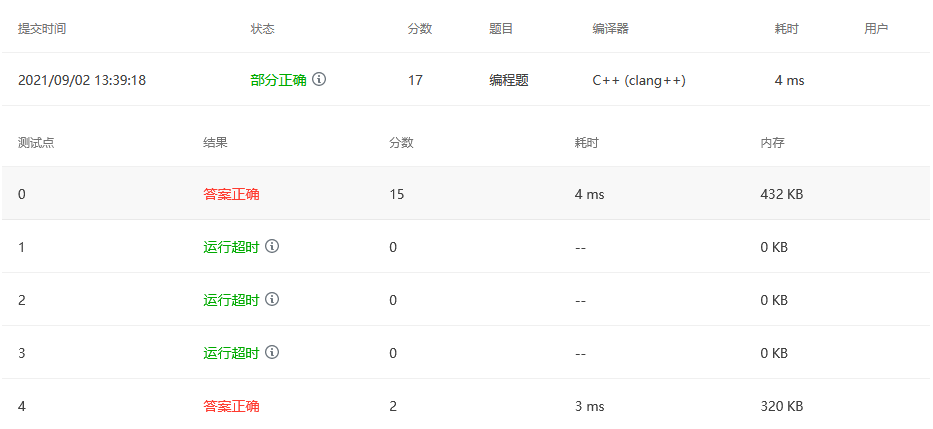 提交时间 状态 分数 题目 编译器 耗时 用户
2021/09/02 13:39:18 部分正确 17 编程题 C++ (clang++) 4 ms
测试点 结果 分数 耗时 内存
0 答案正确 15 4 ms 432 KB
1 运行超时 0 -- 0 KB
2 运行超时 0 -- 0 KB
3 运行超时 0 -- 0 KB
4 答案正确 2 3 ms 320 KB